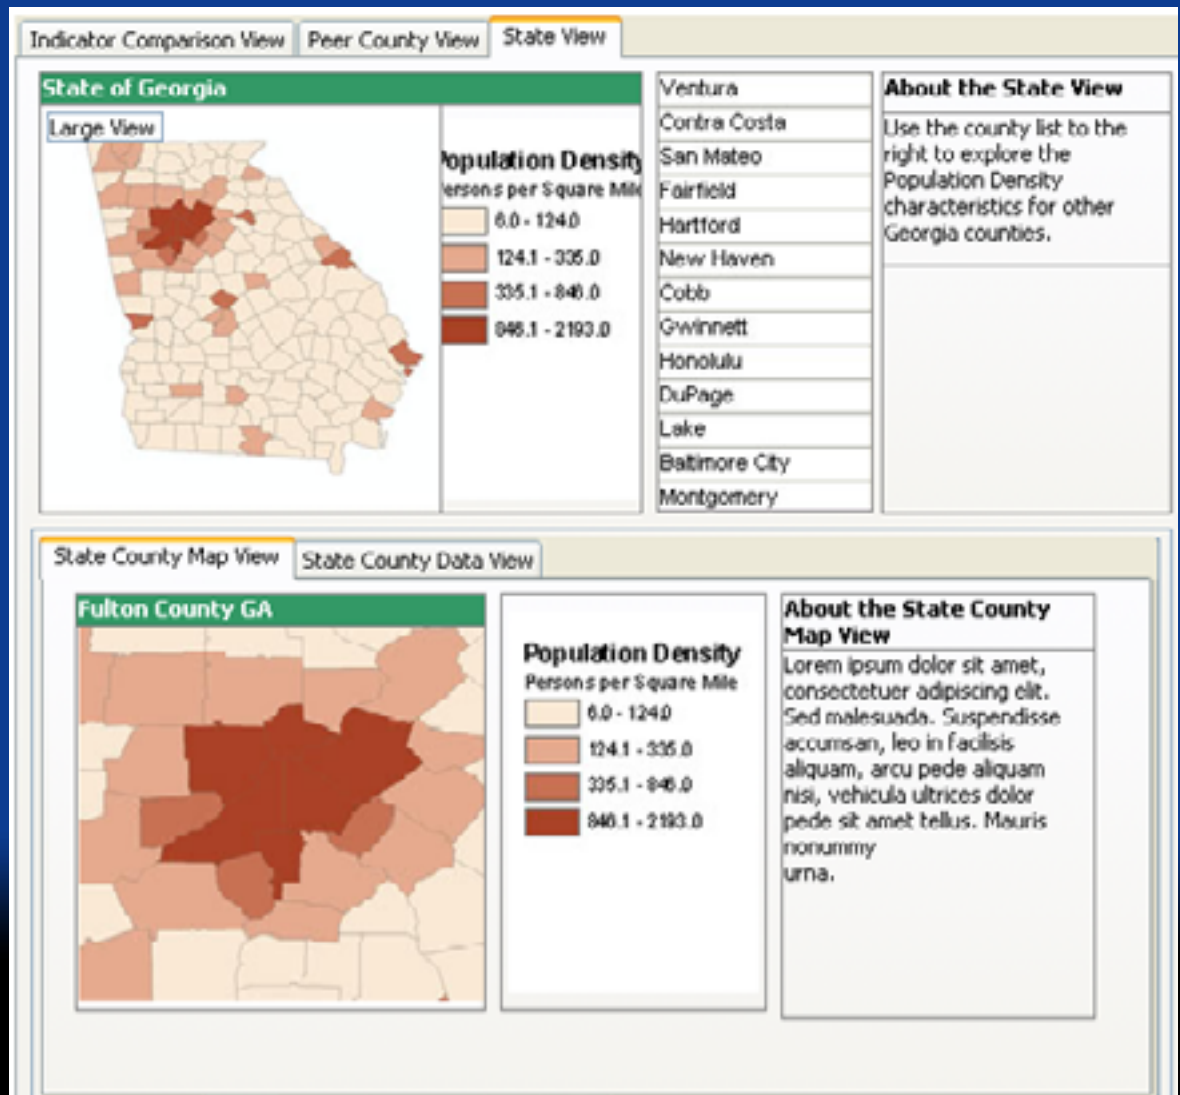 Indicator Comparison View
Peer County View
State View
State of Georgia
Large View
Population Density
Persons per Square Mile
6.0 - 124.0
124.1 - 335.0
335.1 - 846.0
846.1 - 2193.0
Ventura
Contra Costa
San Mateo
Fairfield
Hartford
New Haven
Cobb
Gwinnett
Honolulu
DuPage
Lake
Baltimore City
Montgomery
About the State View
Use the county list to the
right to explore the
Population Density
characteristics for other
Georgia counties.
State County Map View
State County Data View
Fulton County GA
Population Density
Persons per Square Mile
6.0 - 124.0
124.1 - 335.0
335.1 - 846.0
846.1 - 2193.0
About the State County
Map View
Lorem ipsum dolor sit amet,
consectetuer adipiscing elit.
Sed malesuada. Suspendisse
accumsan, leo in facilisis
aliquam, arcu pede aliquam
nisi, vehicula ultrices dolor
pede sit amet tellus. Mauris
nonummy
urna.